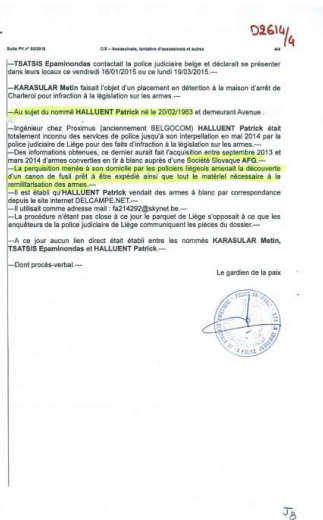 D2614/4
Suite PV n° 53/2015 C/X – Assassinats, tentative d'assassinats et autres 4/4
---TSATSIS Epaminondas contactait la police judiciaire belge et déclarait se présenter
dans leurs locaux ce vendredi 16/01/2015 ou ce lundi 19/03/2015.---
---KARASULAR Metin faisait l'objet d'un placement en détention à la maison d'arrêt de
Charleroi pour infraction à la législation sur les armes.---
---Au sujet du nommé HALLUENT Patrick né le 20/02/1963 et demeurant Avenue .
---Ingénieur chez Proximus (anciennement BELGOCOM) HALLUENT Patrick était
totalement inconnu des services de police jusqu'à son interpellation en mai 2014 par la
police judiciaire de Liège pour des faits d'infraction à la législation sur les armes.---
---Des informations obtenues, ce dernier aurait fait l'acquisition entre septembre 2013 et
mars 2014 d'armes converties en tir à blanc auprès d'une Société Slovaque AFG.---
---La perquisition menée à son domicile par les policiers liégeois amenait la découverte
d'un canon de fusil prêt à être expédié ainsi que tout le matériel nécessaire à la
remilitarisation des armes.---
---Il est établi qu'HALLUENT Patrick vendait des armes à blanc par correspondance
depuis le site internet DELCAMPE.NET.---
---Il utilisait comme adresse mail : fa214292@skynet.be.---
---La procédure n'étant pas close à ce jour le parquet de Liège s'opposait à ce que les
enquêteurs de la police judiciaire de Liège communiquent les pièces du dossier.---
---A ce jour aucun lien direct était établi entre les nommés KARASULAR Metin,
TSATSIS Epaminondas et HALLUENT Patrick.---
---Dont procès-verbal.---
Le gardien de la paix